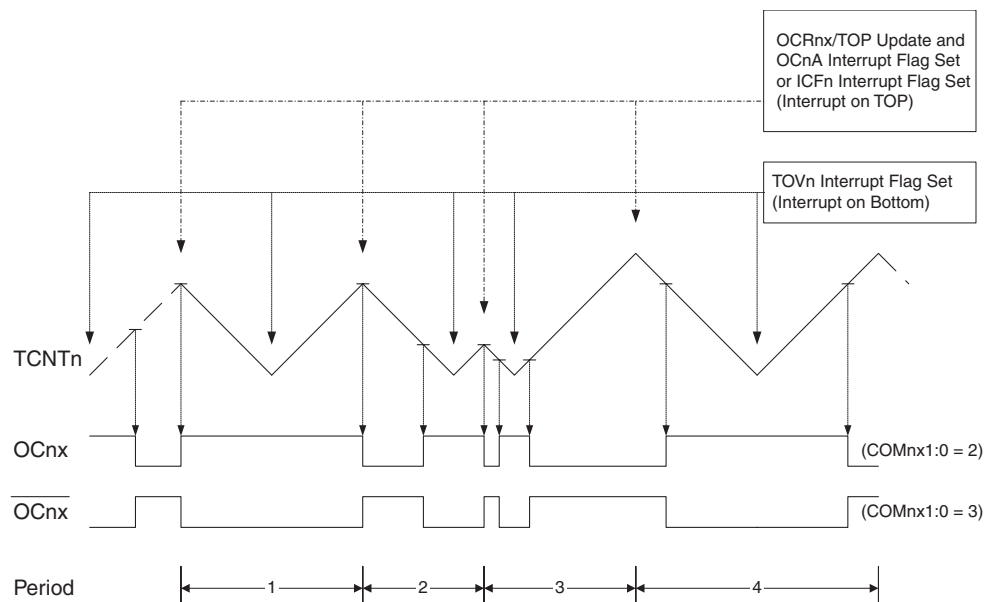 OCRnx/TOP Update and
OCnA Interrupt Flag Set
or ICFn Interrupt Flag Set
(Interrupt on TOP)
TOVn Interrupt Flag Set
(Interrupt on Bottom)
TCNTn
OCnx
(COMnx1:0 = 2)
OCnx
(COMnx1:0 = 3)
Period
1
2
3
4